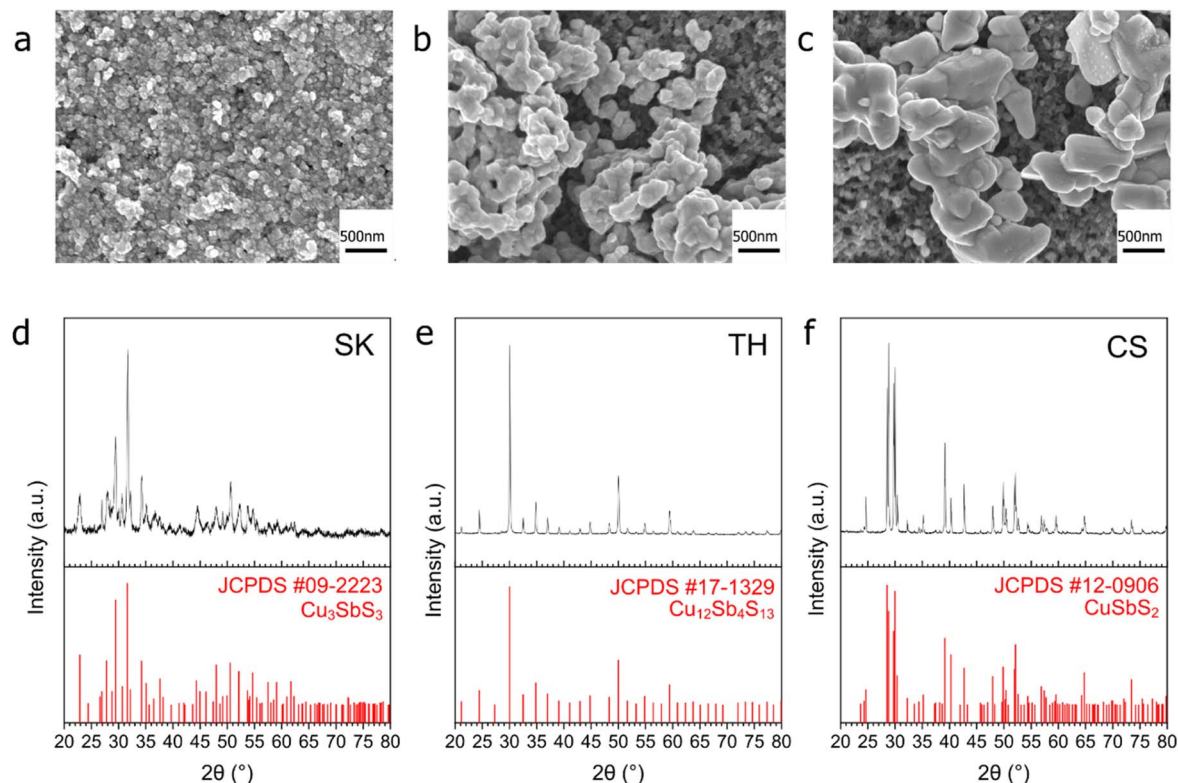 a
b
c
500nm
500nm
500nm
d
e
f
SK
TH
CS
Intensity (a.u.)
Intensity (a.u.)
Intensity (a.u.)
JCPDS #09-2223
Cu₃SbS₃
JCPDS #17-1329
Cu₁₂Sb₄S₁₃
JCPDS #12-0906
CuSbS₂
20 25 30 35 40 45 50 55 60 65 70 75 80
20 25 30 35 40 45 50 55 60 65 70 75 80
20 25 30 35 40 45 50 55 60 65 70 75 80
2θ (°)
2θ (°)
2θ (°)